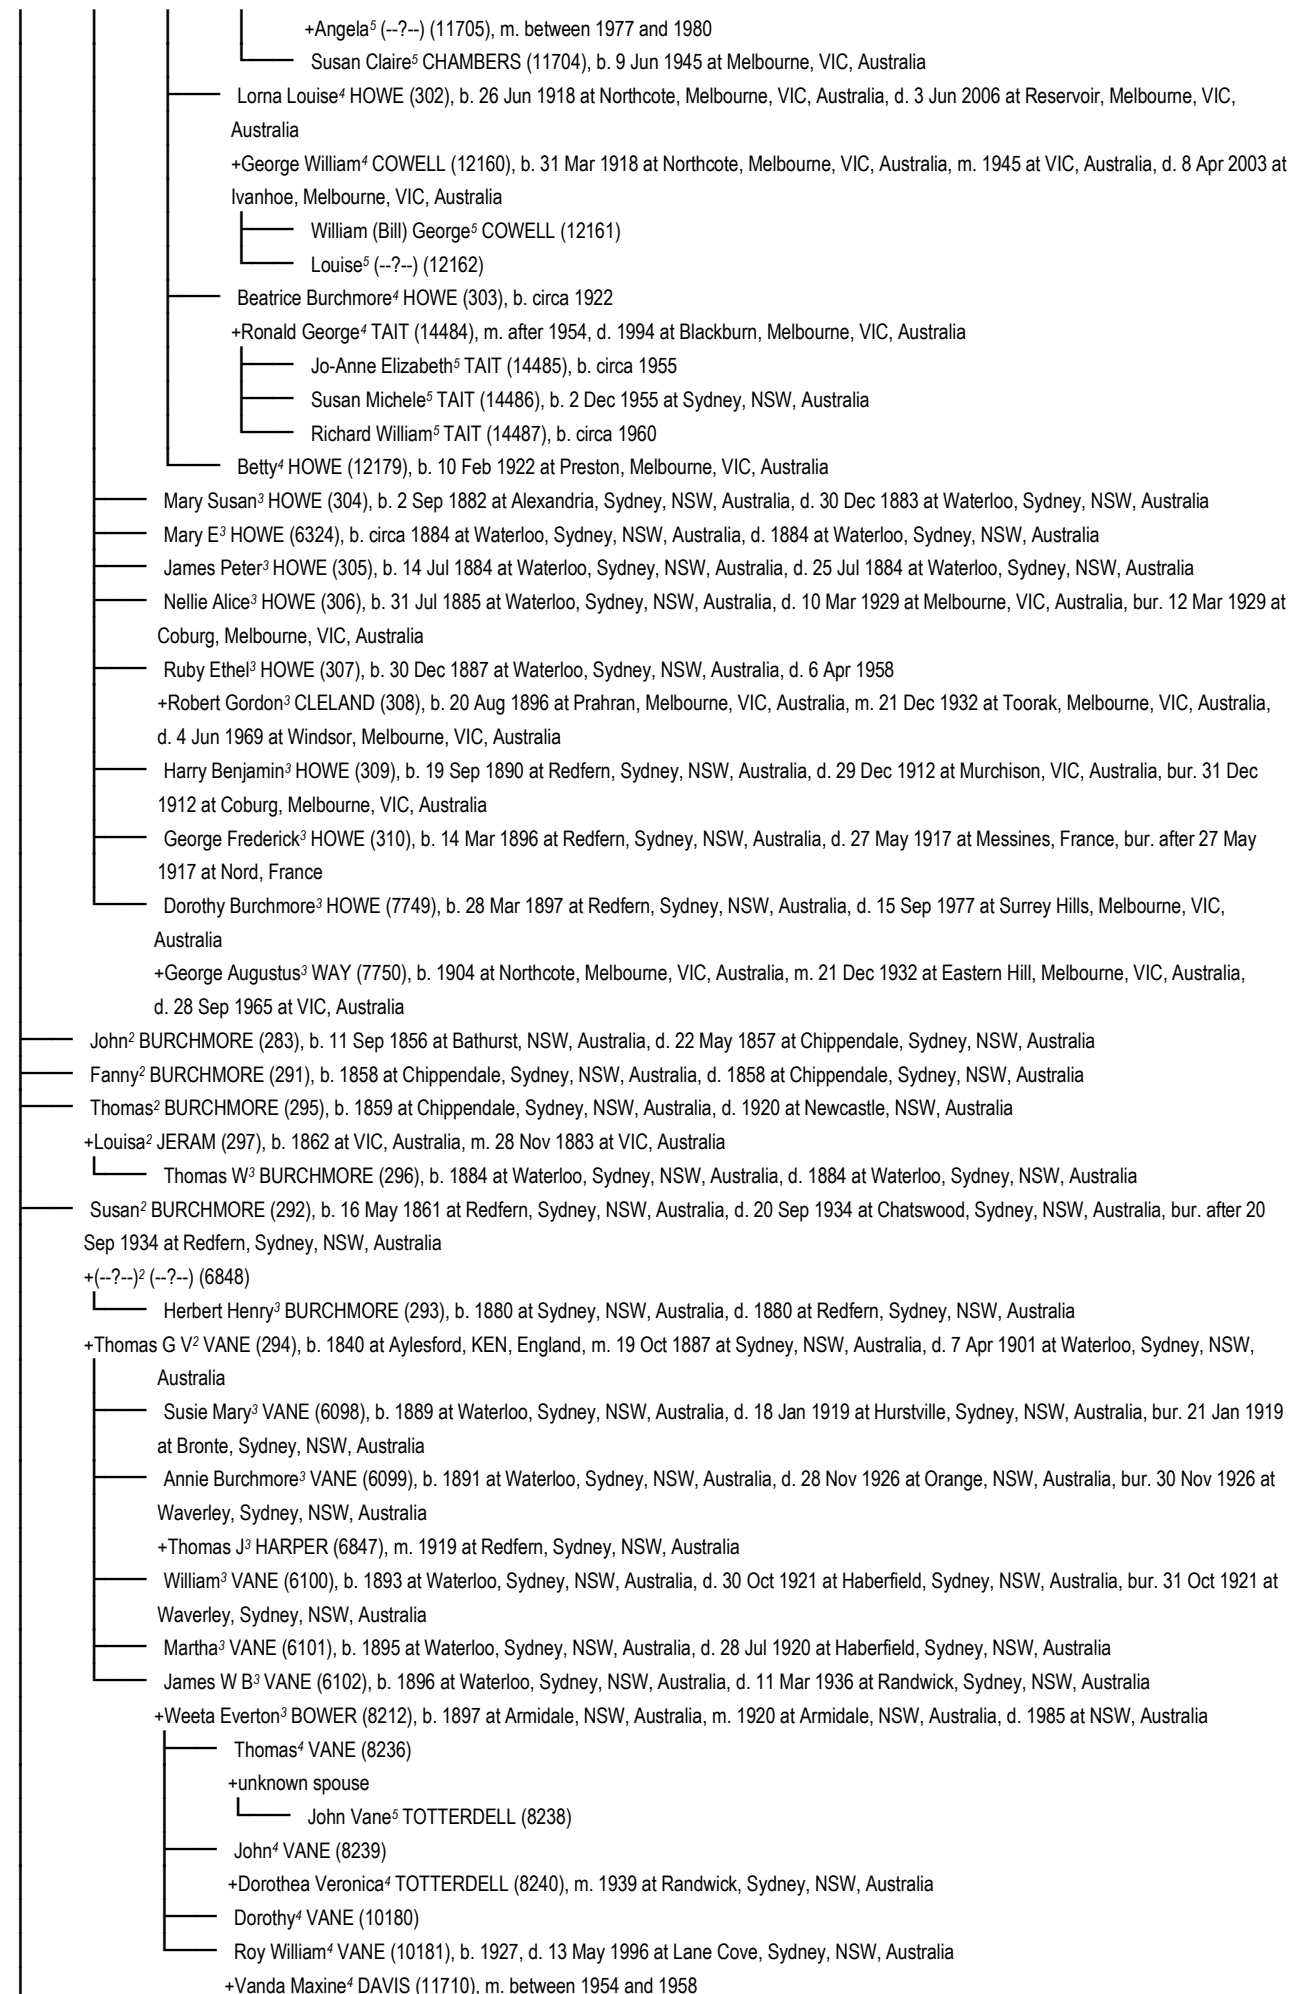 +Angela⁵ (--?--) (11705), m. between 1977 and 1980
Susan Claire⁵ CHAMBERS (11704), b. 9 Jun 1945 at Melbourne, VIC, Australia
Lorna Louise⁴ HOWE (302), b. 26 Jun 1918 at Northcote, Melbourne, VIC, Australia, d. 3 Jun 2006 at Reservoir, Melbourne, VIC,
Australia
+George William⁴ COWELL (12160), b. 31 Mar 1918 at Northcote, Melbourne, VIC, Australia, m. 1945 at VIC, Australia, d. 8 Apr 2003 at
Ivanhoe, Melbourne, VIC, Australia
William (Bill) George⁵ COWELL (12161)
Louise⁵ (--?--) (12162)
Beatrice Burchmore⁴ HOWE (303), b. circa 1922
+Ronald George⁴ TAIT (14484), m. after 1954, d. 1994 at Blackburn, Melbourne, VIC, Australia
Jo-Anne Elizabeth⁵ TAIT (14485), b. circa 1955
Susan Michele⁵ TAIT (14486), b. 2 Dec 1955 at Sydney, NSW, Australia
Richard William⁵ TAIT (14487), b. circa 1960
Betty⁴ HOWE (12179), b. 10 Feb 1922 at Preston, Melbourne, VIC, Australia
Mary Susan³ HOWE (304), b. 2 Sep 1882 at Alexandria, Sydney, NSW, Australia, d. 30 Dec 1883 at Waterloo, Sydney, NSW, Australia
Mary E³ HOWE (6324), b. circa 1884 at Waterloo, Sydney, NSW, Australia, d. 1884 at Waterloo, Sydney, NSW, Australia
James Peter³ HOWE (305), b. 14 Jul 1884 at Waterloo, Sydney, NSW, Australia, d. 25 Jul 1884 at Waterloo, Sydney, NSW, Australia
Nellie Alice³ HOWE (306), b. 31 Jul 1885 at Waterloo, Sydney, NSW, Australia, d. 10 Mar 1929 at Melbourne, VIC, Australia, bur. 12 Mar 1929 at
Coburg, Melbourne, VIC, Australia
Ruby Ethel³ HOWE (307), b. 30 Dec 1887 at Waterloo, Sydney, NSW, Australia, d. 6 Apr 1958
+Robert Gordon³ CLELAND (308), b. 20 Aug 1896 at Prahran, Melbourne, VIC, Australia, m. 21 Dec 1932 at Toorak, Melbourne, VIC, Australia,
d. 4 Jun 1969 at Windsor, Melbourne, VIC, Australia
Harry Benjamin³ HOWE (309), b. 19 Sep 1890 at Redfern, Sydney, NSW, Australia, d. 29 Dec 1912 at Murchison, VIC, Australia, bur. 31 Dec
1912 at Coburg, Melbourne, VIC, Australia
George Frederick³ HOWE (310), b. 14 Mar 1896 at Redfern, Sydney, NSW, Australia, d. 27 May 1917 at Messines, France, bur. after 27 May
1917 at Nord, France
Dorothy Burchmore³ HOWE (7749), b. 28 Mar 1897 at Redfern, Sydney, NSW, Australia, d. 15 Sep 1977 at Surrey Hills, Melbourne, VIC,
Australia
+George Augustus³ WAY (7750), b. 1904 at Northcote, Melbourne, VIC, Australia, m. 21 Dec 1932 at Eastern Hill, Melbourne, VIC, Australia,
d. 28 Sep 1965 at VIC, Australia
John² BURCHMORE (283), b. 11 Sep 1856 at Bathurst, NSW, Australia, d. 22 May 1857 at Chippendale, Sydney, NSW, Australia
Fanny² BURCHMORE (291), b. 1858 at Chippendale, Sydney, NSW, Australia, d. 1858 at Chippendale, Sydney, NSW, Australia
Thomas² BURCHMORE (295), b. 1859 at Chippendale, Sydney, NSW, Australia, d. 1920 at Newcastle, NSW, Australia
+Louisa² JERAM (297), b. 1862 at VIC, Australia, m. 28 Nov 1883 at VIC, Australia
Thomas W³ BURCHMORE (296), b. 1884 at Waterloo, Sydney, NSW, Australia, d. 1884 at Waterloo, Sydney, NSW, Australia
Susan² BURCHMORE (292), b. 16 May 1861 at Redfern, Sydney, NSW, Australia, d. 20 Sep 1934 at Chatswood, Sydney, NSW, Australia, bur. after 20
Sep 1934 at Redfern, Sydney, NSW, Australia
+(--?--)² (--?--) (6848)
Herbert Henry³ BURCHMORE (293), b. 1880 at Sydney, NSW, Australia, d. 1880 at Redfern, Sydney, NSW, Australia
+Thomas G V² VANE (294), b. 1840 at Aylesford, KEN, England, m. 19 Oct 1887 at Sydney, NSW, Australia, d. 7 Apr 1901 at Waterloo, Sydney, NSW,
Australia
Susie Mary³ VANE (6098), b. 1889 at Waterloo, Sydney, NSW, Australia, d. 18 Jan 1919 at Hurstville, Sydney, NSW, Australia, bur. 21 Jan 1919
at Bronte, Sydney, NSW, Australia
Annie Burchmore³ VANE (6099), b. 1891 at Waterloo, Sydney, NSW, Australia, d. 28 Nov 1926 at Orange, NSW, Australia, bur. 30 Nov 1926 at
Waverley, Sydney, NSW, Australia
+Thomas J³ HARPER (6847), m. 1919 at Redfern, Sydney, NSW, Australia
William³ VANE (6100), b. 1893 at Waterloo, Sydney, NSW, Australia, d. 30 Oct 1921 at Haberfield, Sydney, NSW, Australia, bur. 31 Oct 1921 at
Waverley, Sydney, NSW, Australia
Martha³ VANE (6101), b. 1895 at Waterloo, Sydney, NSW, Australia, d. 28 Jul 1920 at Haberfield, Sydney, NSW, Australia
James W B³ VANE (6102), b. 1896 at Waterloo, Sydney, NSW, Australia, d. 11 Mar 1936 at Randwick, Sydney, NSW, Australia
+Weeta Everton³ BOWER (8212), b. 1897 at Armidale, NSW, Australia, m. 1920 at Armidale, NSW, Australia, d. 1985 at NSW, Australia
Thomas⁴ VANE (8236)
+unknown spouse
John Vane⁵ TOTTERDELL (8238)
John⁴ VANE (8239)
+Dorothea Veronica⁴ TOTTERDELL (8240), m. 1939 at Randwick, Sydney, NSW, Australia
Dorothy⁴ VANE (10180)
Roy William⁴ VANE (10181), b. 1927, d. 13 May 1996 at Lane Cove, Sydney, NSW, Australia
+Vanda Maxine⁴ DAVIS (11710), m. between 1954 and 1958